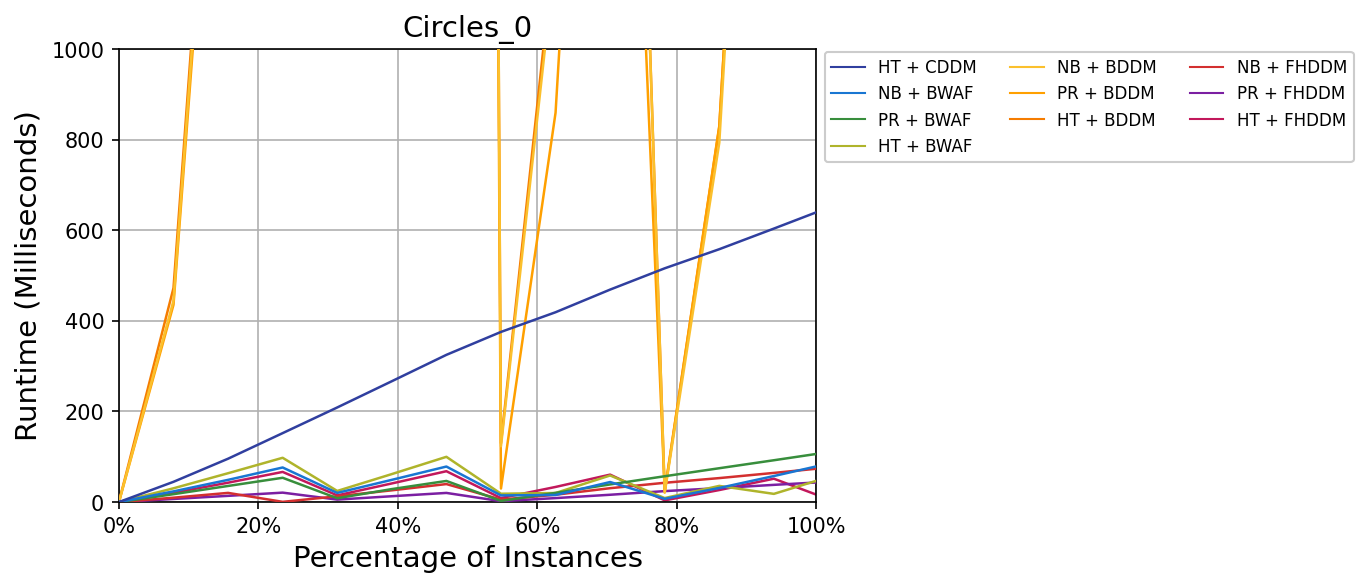 Circles_0
1000
800
600
400
200
0
Runtime (Milliseconds)
0% 20% 40% 60% 80% 100%
Percentage of Instances
HT + CDDM
NB + BWAF
PR + BWAF
HT + BWAF
NB + BDDM
PR + BDDM
HT + BDDM
NB + FHDDM
PR + FHDDM
HT + FHDDM